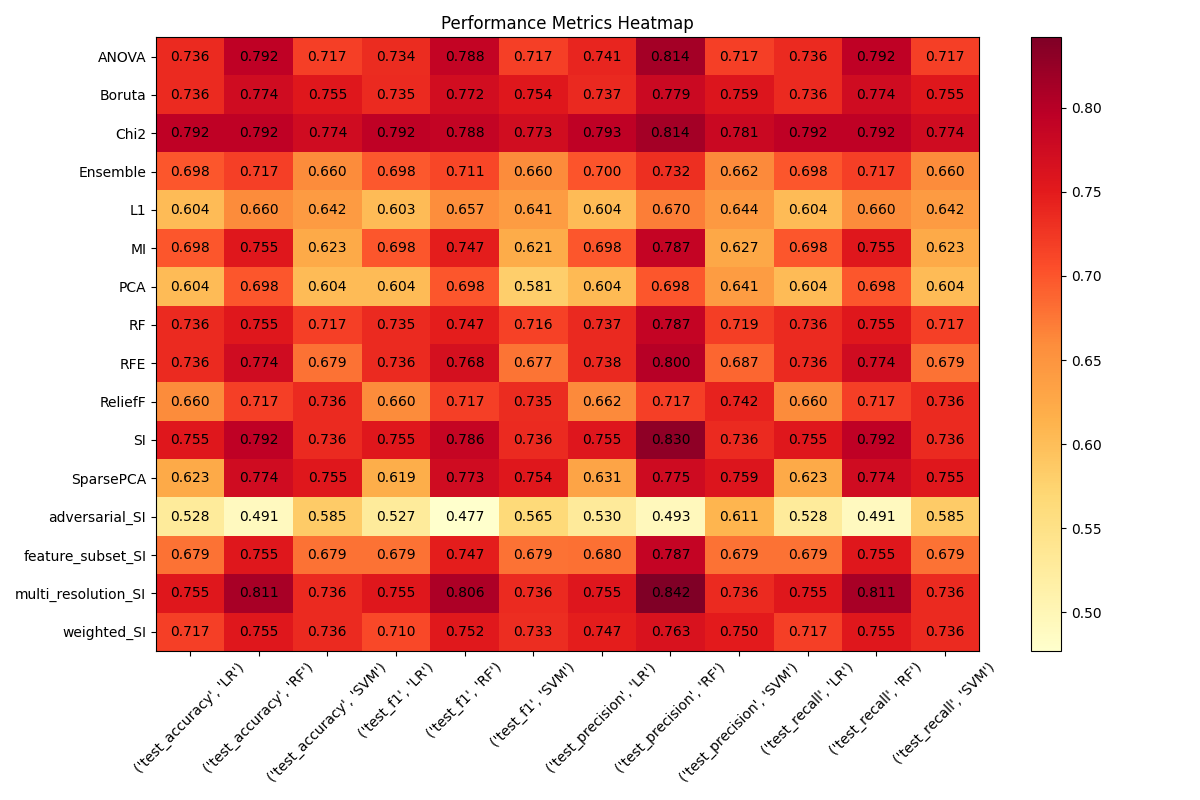 Performance Metrics Heatmap
ANOVA 0.736 0.792 0.717 0.734 0.788 0.717 0.741 0.814 0.717 0.736 0.792 0.717
Boruta 0.736 0.774 0.755 0.735 0.772 0.754 0.737 0.779 0.759 0.736 0.774 0.755
Chi2 0.792 0.792 0.774 0.792 0.788 0.773 0.793 0.814 0.781 0.792 0.792 0.774
Ensemble 0.698 0.717 0.660 0.698 0.711 0.660 0.700 0.732 0.662 0.698 0.717 0.660
L1 0.604 0.660 0.642 0.603 0.657 0.641 0.604 0.670 0.644 0.604 0.660 0.642
MI 0.698 0.755 0.623 0.698 0.747 0.621 0.698 0.787 0.627 0.698 0.755 0.623
PCA 0.604 0.698 0.604 0.604 0.698 0.581 0.604 0.698 0.641 0.604 0.698 0.604
RF 0.736 0.755 0.717 0.735 0.747 0.716 0.737 0.787 0.719 0.736 0.755 0.717
RFE 0.736 0.774 0.679 0.736 0.768 0.677 0.738 0.800 0.687 0.736 0.774 0.679
ReliefF 0.660 0.717 0.736 0.660 0.717 0.735 0.662 0.717 0.742 0.660 0.717 0.736
SI 0.755 0.792 0.736 0.755 0.786 0.736 0.755 0.830 0.736 0.755 0.792 0.736
SparsePCA 0.623 0.774 0.755 0.619 0.773 0.754 0.631 0.775 0.759 0.623 0.774 0.755
adversarial_SI 0.528 0.491 0.585 0.527 0.477 0.565 0.530 0.493 0.611 0.528 0.491 0.585
feature_subset_SI 0.679 0.755 0.679 0.679 0.747 0.679 0.680 0.787 0.679 0.679 0.755 0.679
multi_resolution_SI 0.755 0.811 0.736 0.755 0.806 0.736 0.755 0.842 0.736 0.755 0.811 0.736
weighted_SI 0.717 0.755 0.736 0.710 0.752 0.733 0.747 0.763 0.750 0.717 0.755 0.736
('test_accuracy', 'LR')
('test_accuracy', 'RF')
('test_accuracy', 'SVM')
('test_f1', 'LR')
('test_f1', 'RF')
('test_f1', 'SVM')
('test_precision', 'LR')
('test_precision', 'RF')
('test_precision', 'SVM')
('test_recall', 'LR')
('test_recall', 'RF')
('test_recall', 'SVM')
0.80
0.75
0.70
0.65
0.60
0.55
0.50